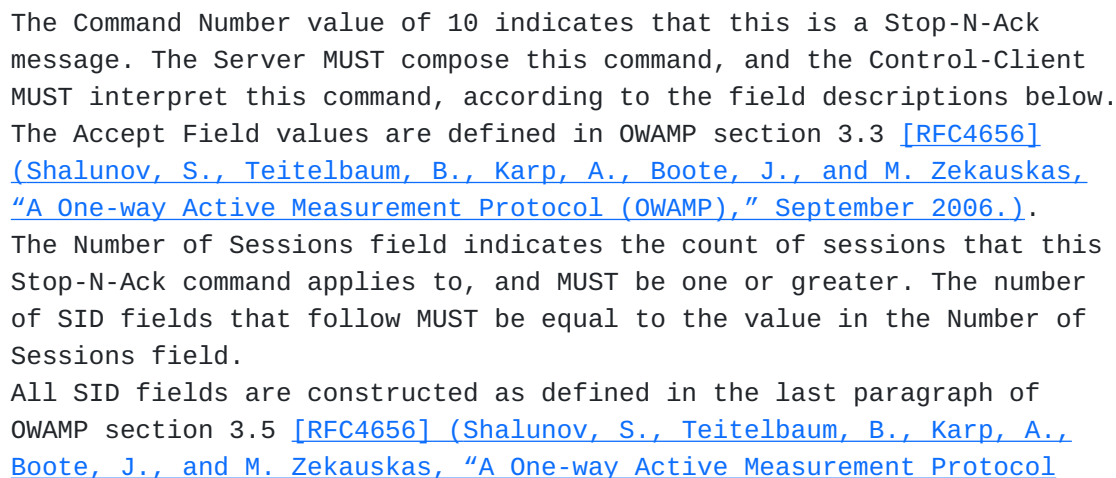 The Command Number value of 10 indicates that this is a Stop-N-Ack
message. The Server MUST compose this command, and the Control-Client
MUST interpret this command, according to the field descriptions below.
The Accept Field values are defined in OWAMP section 3.3 [RFC4656]
(Shalunov, S., Teitelbaum, B., Karp, A., Boote, J., and M. Zekauskas,
“A One-way Active Measurement Protocol (OWAMP),” September 2006.).
The Number of Sessions field indicates the count of sessions that this
Stop-N-Ack command applies to, and MUST be one or greater. The number
of SID fields that follow MUST be equal to the value in the Number of
Sessions field.
All SID fields are constructed as defined in the last paragraph of
OWAMP section 3.5 [RFC4656] (Shalunov, S., Teitelbaum, B., Karp, A.,
Boote, J., and M. Zekauskas, “A One-way Active Measurement Protocol